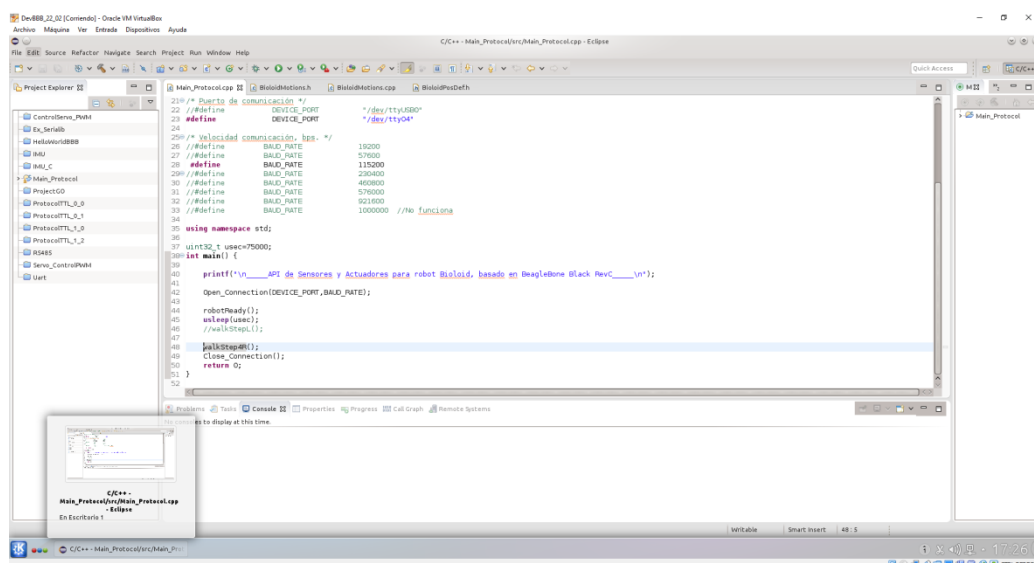 DevBBB_22_02 [Corriendo] - Oracle VM VirtualBox
Archivo Máquina Ver Entrada Dispositivos Ayuda
C/C++ - Main_Protocol/src/Main_Protocol.cpp - Eclipse
File Edit Source Refactor Navigate Search Project Run Window Help
Quick Access
C/C++
Project Explorer
Main_Protocol.cpp
BioloidMotions.h
BioloidMotions.cpp
BioloidPosDef.h
ControlServo_PWM
Ex_Serialib
HelloWorldBBB
IMU
IMU_C
Main_Protocol
ProjectGO
ProtocolTTL_0_0
ProtocolTTL_0_1
ProtocolTTL_1_0
ProtocolTTL_1_2
RS485
Servo_ControlPWM
Uart
21 /* Puerto de comunicación */
22 //#define DEVICE_PORT "/dev/ttyUSB0"
23 #define DEVICE_PORT "/dev/ttyO4"
24
25 /* Velocidad comunicación, bps. */
26 //#define BAUD_RATE 19200
27 //#define BAUD_RATE 57600
28 #define BAUD_RATE 115200
29 //#define BAUD_RATE 230400
30 //#define BAUD_RATE 460800
31 //#define BAUD_RATE 576000
32 //#define BAUD_RATE 921600
33 //#define BAUD_RATE 1000000 //No funciona
34
35 using namespace std;
36
37 uint32_t usec=75000;
38 int main() {
39
40 printf("\n_____API de Sensores y Actuadores para robot Bioloid, basado en BeagleBone Black RevC_____\n");
41
42 Open_Connection(DEVICE_PORT,BAUD_RATE);
43
44 robotReady();
45 usleep(usec);
46 //walkStepL();
47
48 walkStep4R();
49 Close_Connection();
50 return 0;
51 }
52
Main_Protocol
Problems Tasks Console Properties Progress Call Graph Remote Systems
No consoles to display at this time.
C/C++ -
Main_Protocol/src/Main_Protocol.cpp
- Eclipse
En Escritorio 1
Writable Smart Insert 48 : 5
C/C++ - Main_Protocol/src/Main_Pro
17:26